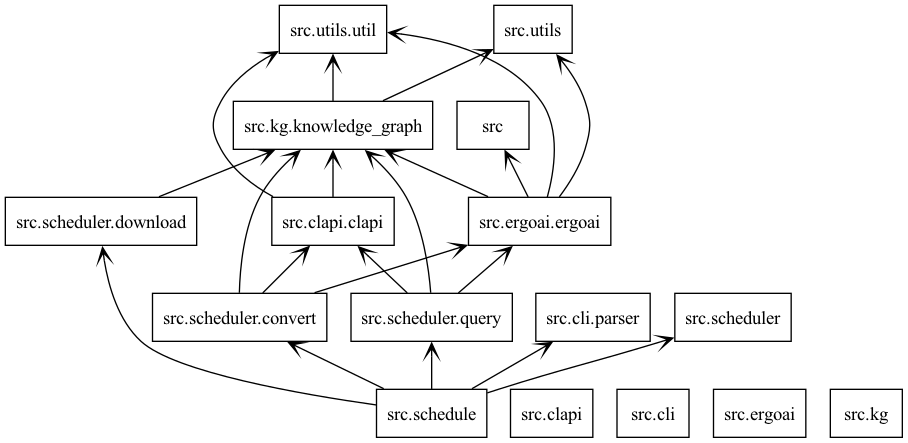 src.utils.util
src.utils
src.kg.knowledge_graph
src
src.scheduler.download
src.clapi.clapi
src.ergoai.ergoai
src.scheduler.convert
src.scheduler.query
src.cli.parser
src.scheduler
src.schedule
src.clapi
src.cli
src.ergoai
src.kg